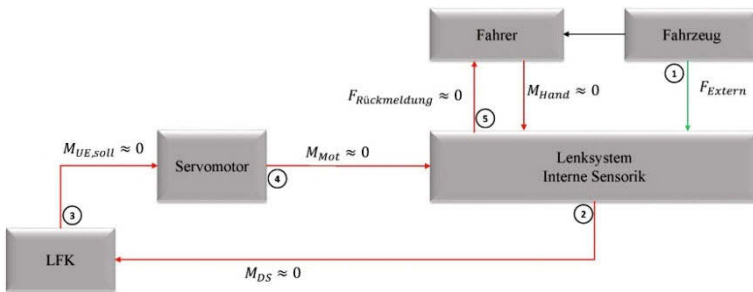 Fahrer
Fahrzeug
1
F_Rückmeldung ≈ 0
M_Hand ≈ 0
F_Extern
5
M_UE,soll ≈ 0
Servomotor
M_Mot ≈ 0
4
Lenksystem
Interne Sensorik
3
2
LFK
M_DS ≈ 0